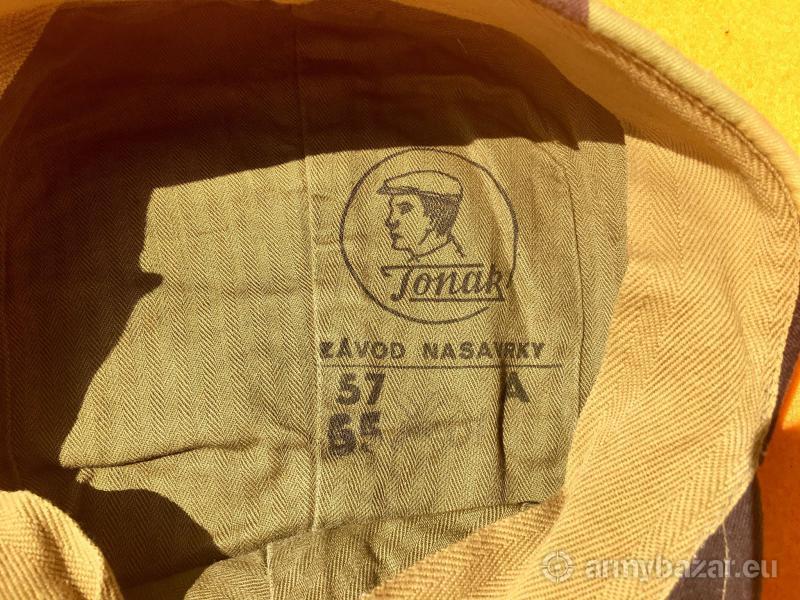 Tonak
ZÁVOD NASAVRKY
57 A
55
armybazar.eu